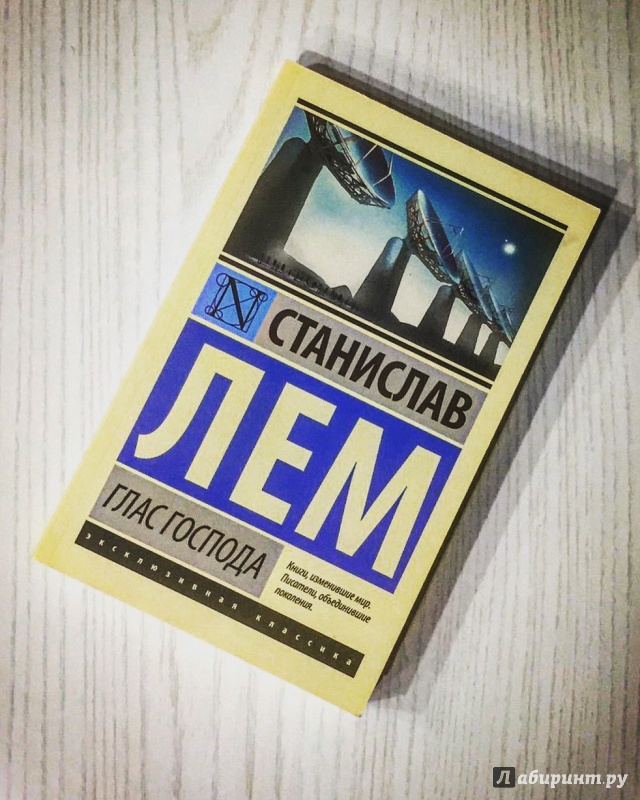 СТАНИСЛАВ
ЛЕМ
ГЛАС ГОСПОДА
Книги, изменившие мир.
Писатели, объединившие
поколения.
эксклюзивная классика
Лабиринт.ру